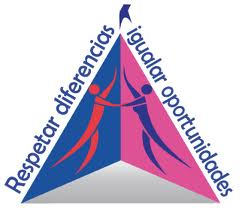 Respetar diferencias
igualar oportunidades